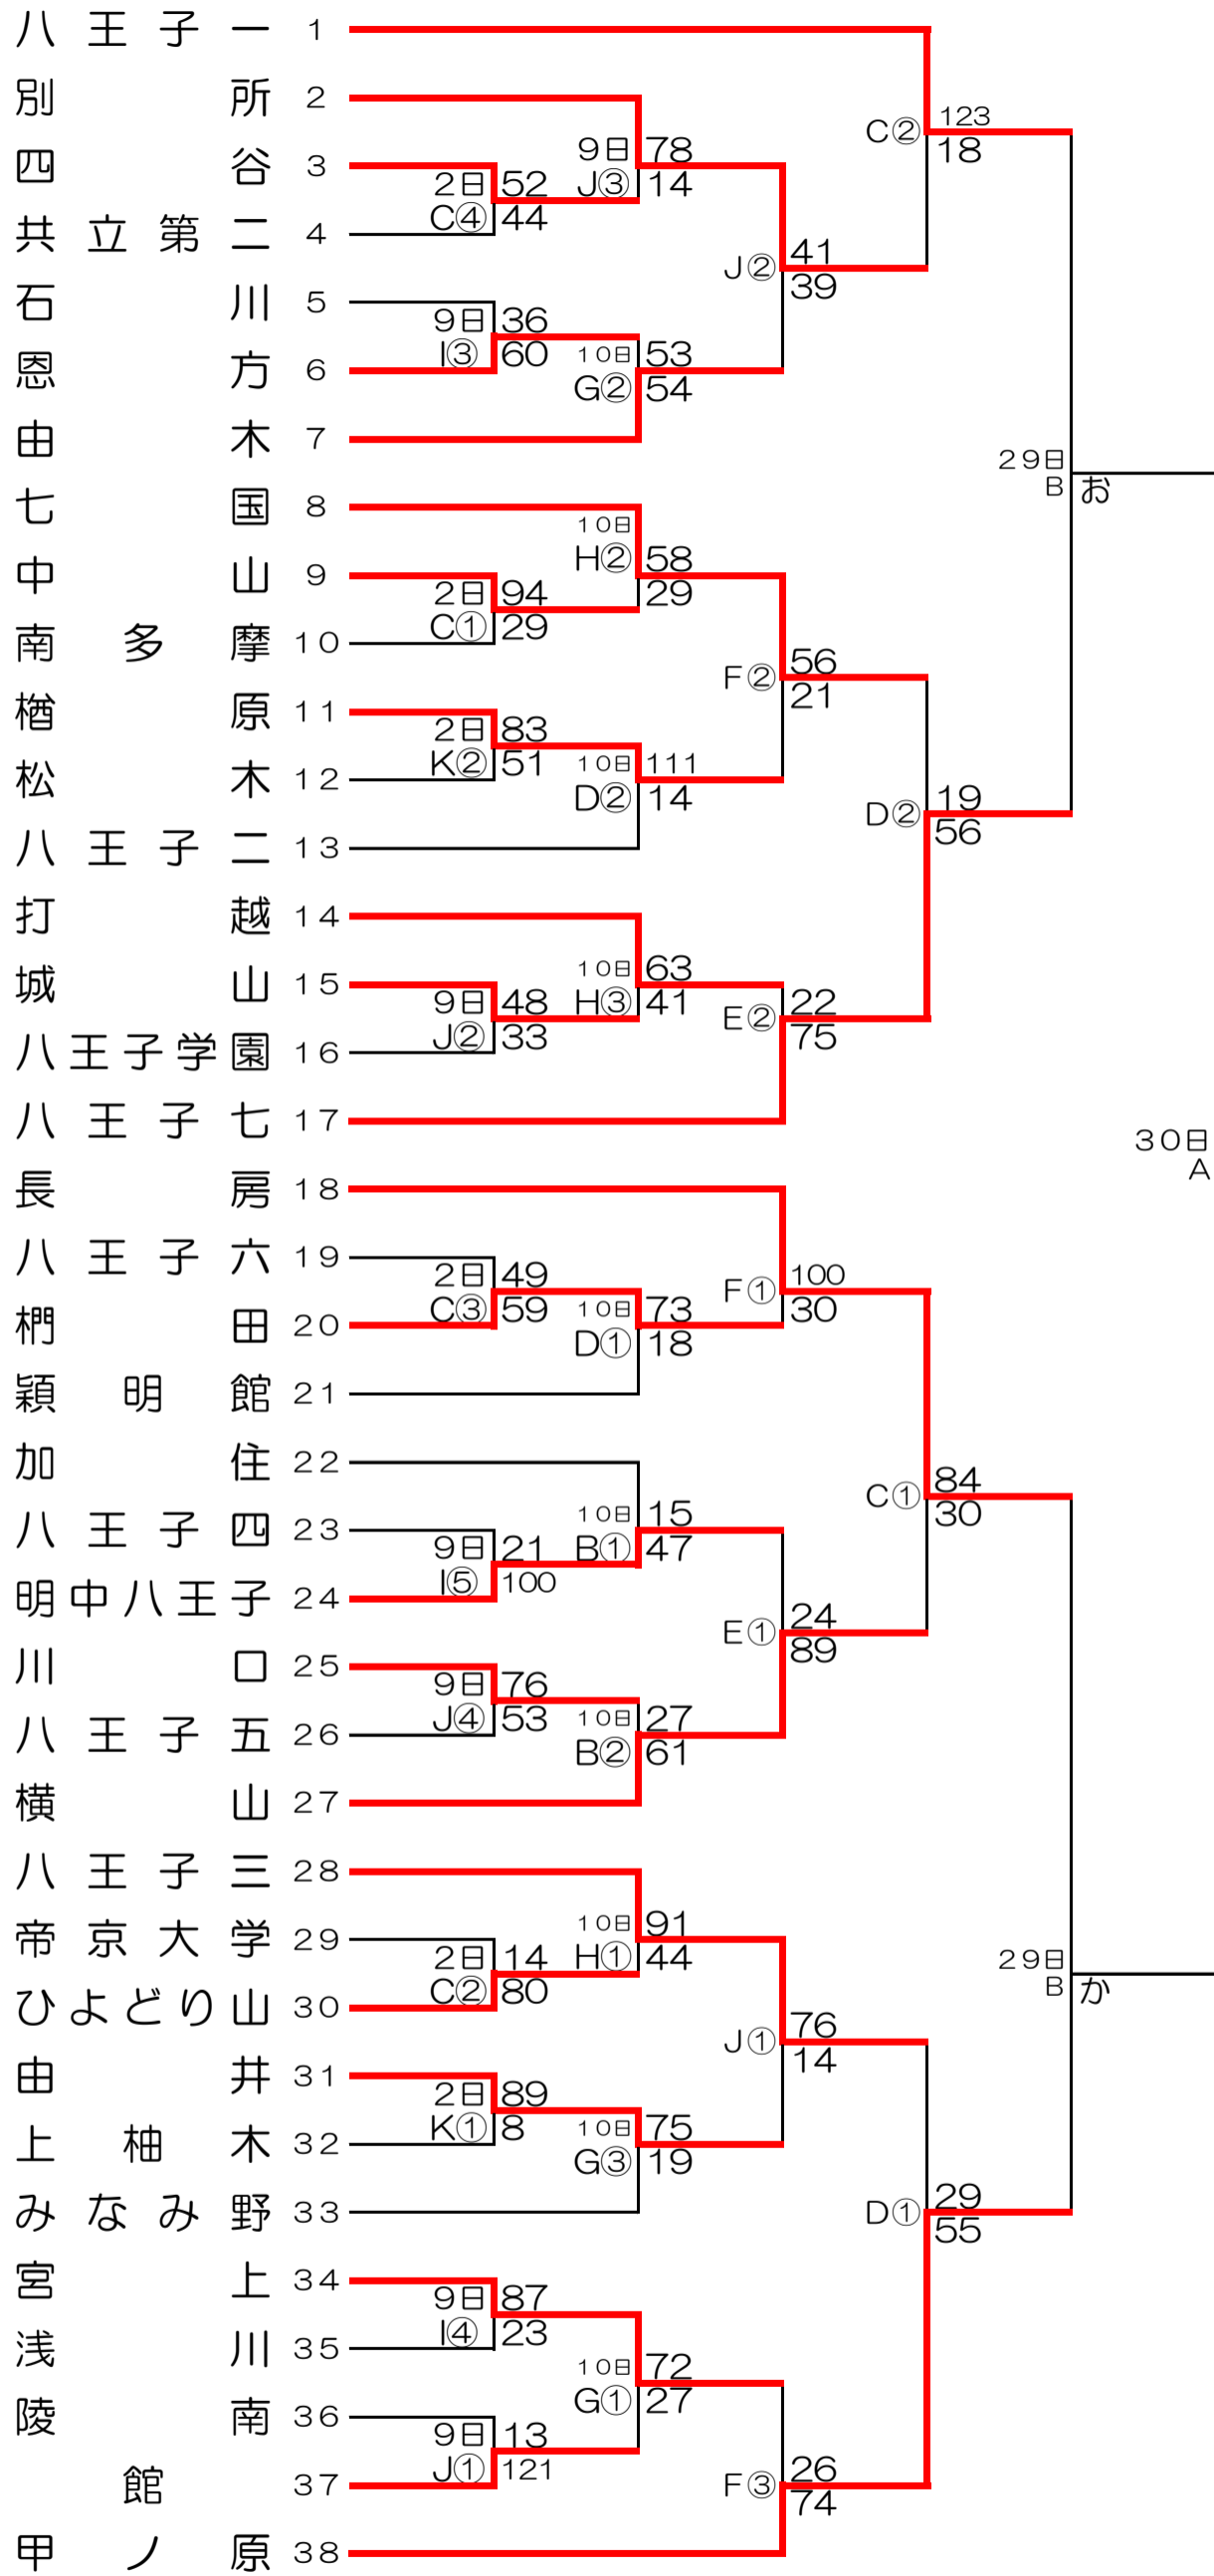 八王子一 1
別所 2
四谷 3
共立第二 4
石川 5
恩方 6
由木 7
七国 8
中山 9
南多摩 10
楢原 11
松木 12
八王子二 13
打越 14
城山 15
八王子学園 16
八王子七 17
長房 18
八王子六 19
椚田 20
穎明館 21
加住 22
八王子四 23
明中八王子 24
川口 25
八王子五 26
横山 27
八王子三 28
帝京大学 29
ひよどり山 30
由井 31
上柚木 32
みなみ野 33
宮上 34
浅川 35
陵南 36
館 37
甲ノ原 38
2日 52
C④ 44
9日 36
I③ 60
2日 94
C① 29
2日 83
K② 51
9日 48
J② 33
2日 49
C③ 59
9日 21
I⑤ 100
9日 76
J④ 53
2日 14
C② 80
2日 89
K① 8
9日 87
I④ 23
9日 13
J① 121
9日 78
J③ 14
10日 53
G② 54
10日 58
H② 29
10日 111
D② 14
10日 63
H③ 41
10日 73
D① 18
10日 15
B① 47
10日 27
B② 61
10日 91
H① 44
10日 75
G③ 19
10日 72
G① 27
J② 41
39
F② 56
21
E② 22
75
F① 100
30
E① 24
89
J① 76
14
F③ 26
74
C② 123
18
D② 19
56
C① 84
30
D① 29
55
29日
B お
29日
B か
30日
A